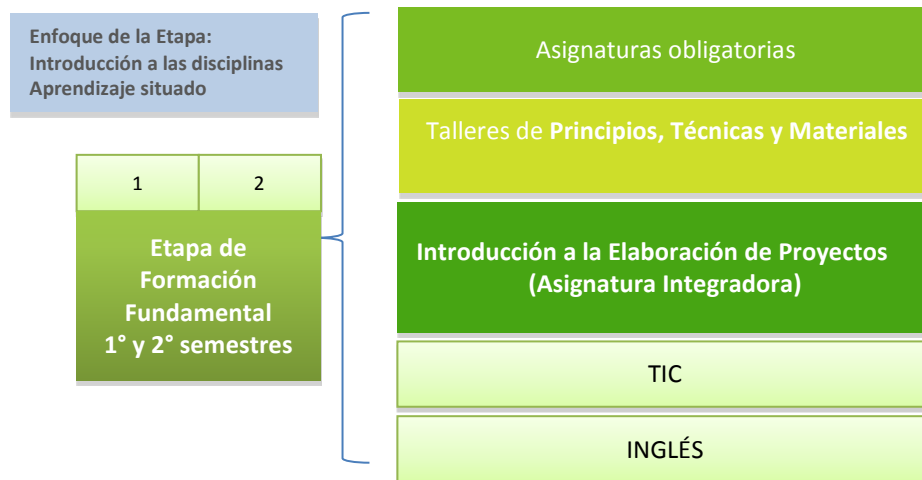 Enfoque de la Etapa:
Introducción a las disciplinas
Aprendizaje situado
1
2
Etapa de
Formación
Fundamental
1° y 2° semestres
Asignaturas obligatorias
Talleres de Principios, Técnicas y Materiales
Introducción a la Elaboración de Proyectos
(Asignatura Integradora)
TIC
INGLÉS